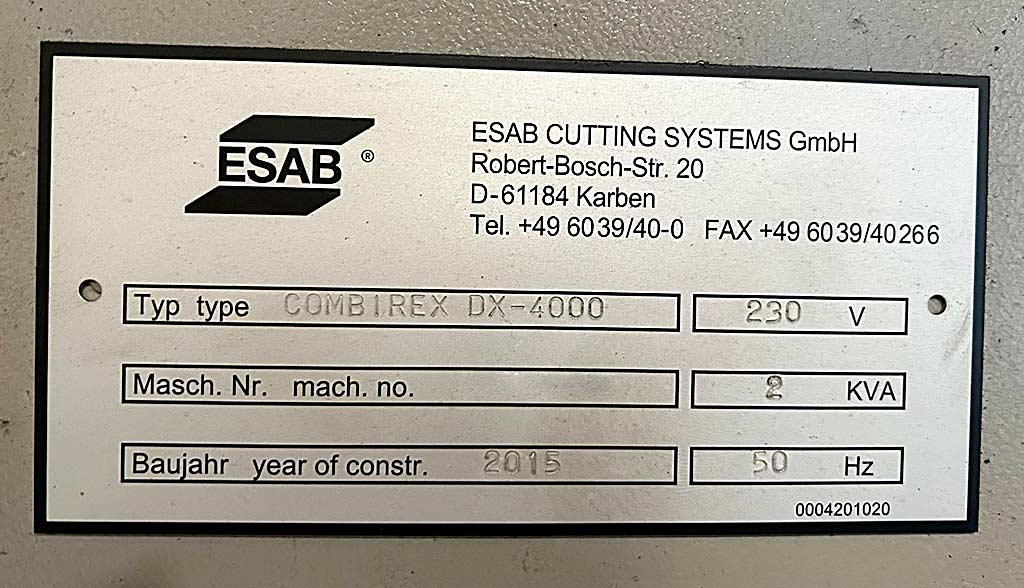 ESAB ®
ESAB CUTTING SYSTEMS GmbH
Robert-Bosch-Str. 20
D-61184 Karben
Tel. +49 6039/40-0 FAX +49 6039/40266
Typ type COMBIREX DX-4000 230 V
Masch. Nr. mach. no. 2 KVA
Baujahr year of constr. 2015 50 Hz
0004201020